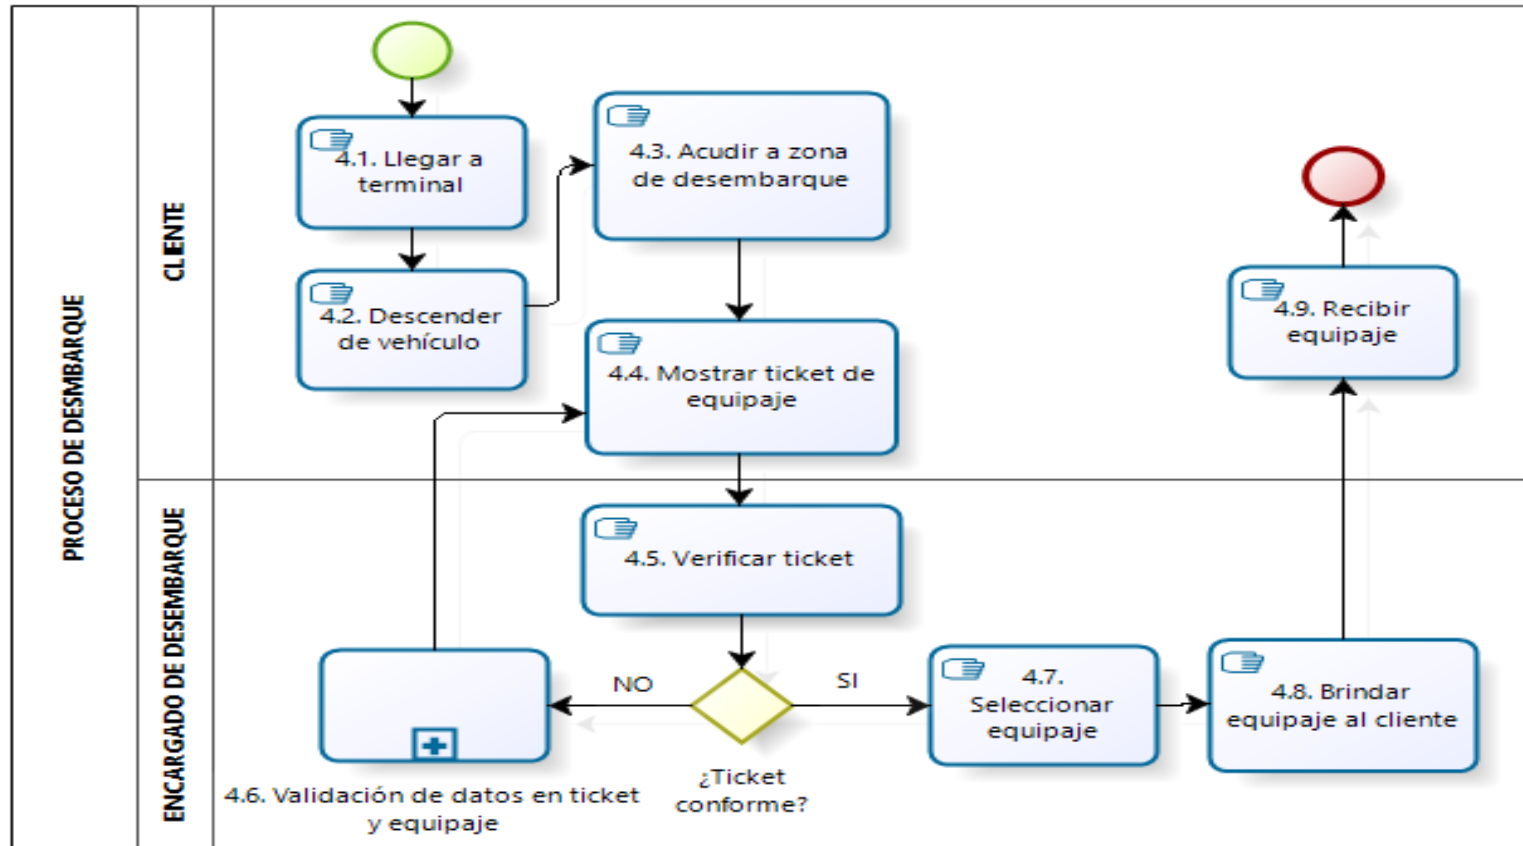 PROCESO DE DESMBARQUE
CLIENTE
4.1. Llegar a
terminal
4.2. Descender
de vehículo
4.3. Acudir a zona
de desembarque
4.4. Mostrar ticket de
equipaje
4.9. Recibir
equipaje
ENCARGADO DE DESEMBARQUE
4.5. Verificar ticket
NO
SI
¿Ticket
conforme?
4.6. Validación de datos en ticket
y equipaje
4.7.
Seleccionar
equipaje
4.8. Brindar
equipaje al cliente